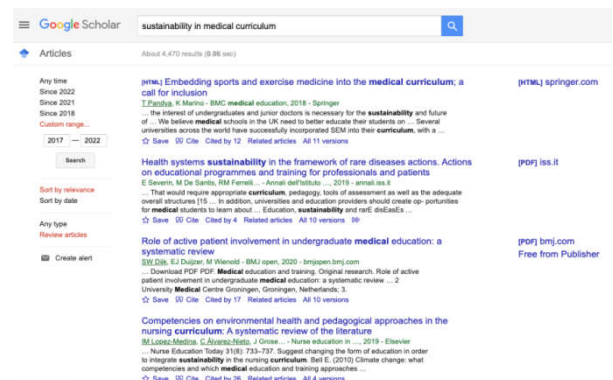 Google Scholar
sustainability in medical curriculum
Articles
About 4,470 results (0.06 sec)
Any time
Since 2022
Since 2021
Since 2018
Custom range...
2017 — 2022
Search
Sort by relevance
Sort by date
Any type
Review articles
Create alert
[HTML] Embedding sports and exercise medicine into the medical curriculum; a
call for inclusion
T Pandya, K Marino - BMC medical education, 2018 - Springer
… the interest of undergraduates and junior doctors is necessary for the sustainability and future
of … We believe medical schools in the UK need to better educate their students on … Several
universities across the world have successfully incorporated SEM into their curriculum, with a …
Save Cite Cited by 12 Related articles All 11 versions
[HTML] springer.com
Health systems sustainability in the framework of rare diseases actions. Actions
on educational programmes and training for professionals and patients
E Severin, M De Santis, RM Ferrelli… - Annali dell'Istituto …, 2019 - annali.iss.it
… That would require appropriate curriculum, pedagogy, tools of assessment as well as the adequate
overall structures [15 … In addition, universities and education providers should create op- portunities
for medical students to learn about … Education, sustainability and rarE disEasEs …
Save Cite Cited by 4 Related articles All 10 versions
[PDF] iss.it
Role of active patient involvement in undergraduate medical education: a
systematic review
SW Dijk, EJ Duijzer, M Wienold - BMJ open, 2020 - bmjopen.bmj.com
… Download PDF PDF. Medical education and training. Original research. Role of active
patient involvement in undergraduate medical education: a systematic review … 2
University Medical Centre Groningen, Groningen, Netherlands; 3.
Save Cite Cited by 17 Related articles All 10 versions
[PDF] bmj.com
Free from Publisher
Competencies on environmental health and pedagogical approaches in the
nursing curriculum: A systematic review of the literature
IM Lopez-Medina, C Álvarez-Nieto, J Grose… - Nurse education in …, 2019 - Elsevier
… Nurse Education Today 31(8): 733–737. Suggest changing the form of education in order
to integrate sustainability in the nursing curriculum. Bell E. (2010) Climate change: what
competencies and which medical education and training approaches …
Save Cite Cited by 26 Related articles All 4 versions